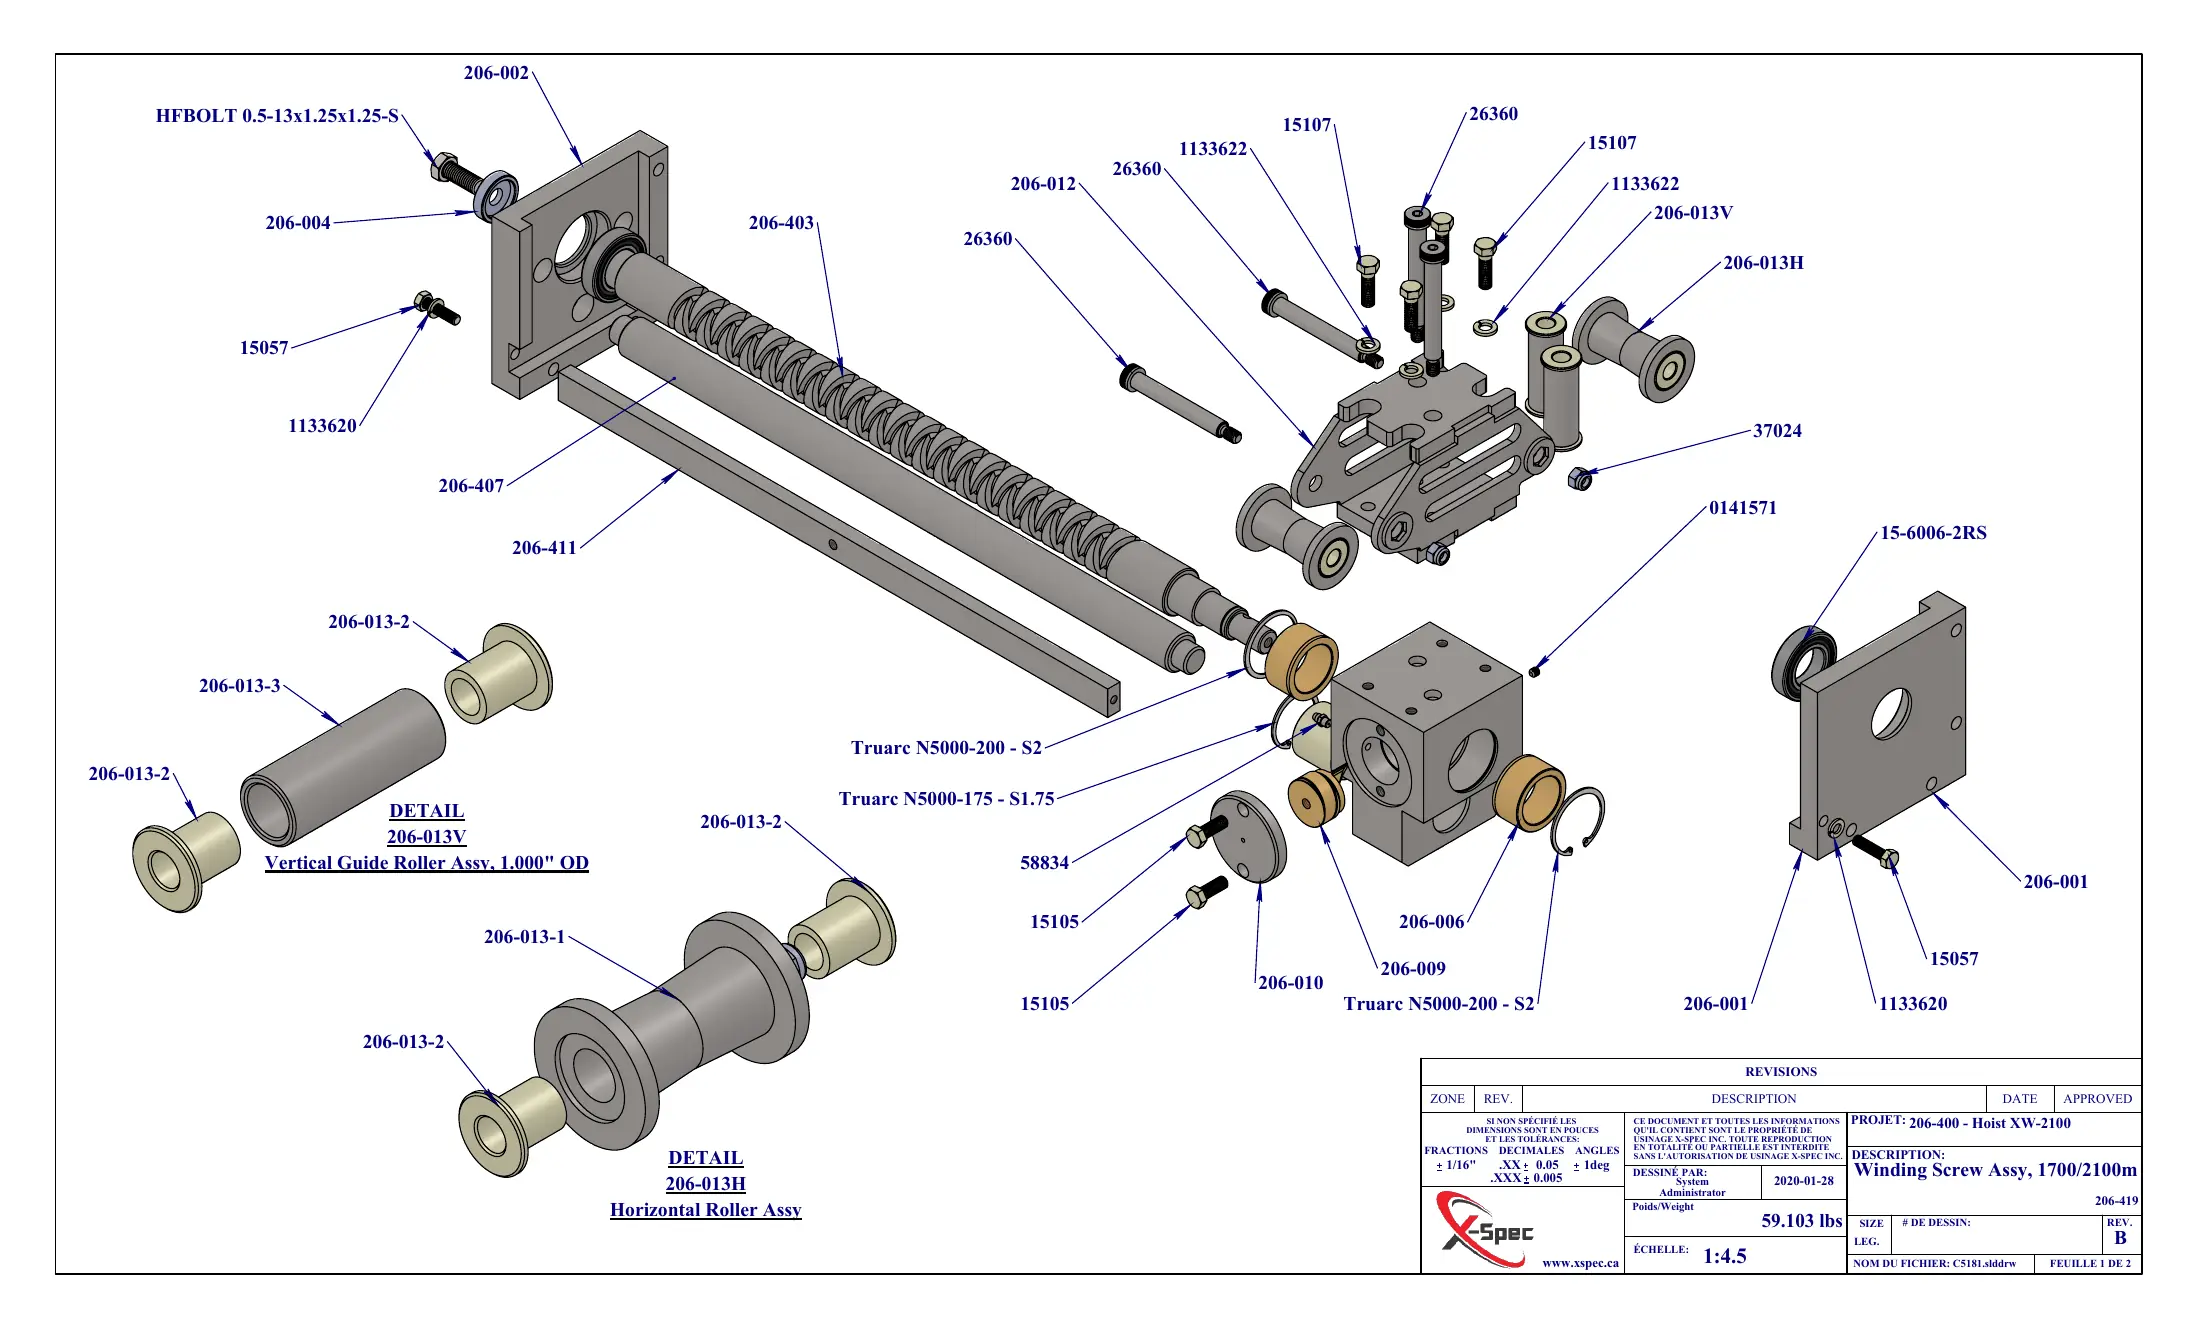 206-002
HFBOLT 0.5-13x1.25x1.25-S
206-004
15057
1133620
206-403
206-407
206-411
26360
15107
15107
1133622
26360
1133622
206-012
206-013V
26360
206-013H
37024
0141571
15-6006-2RS
206-013-2
206-013-3
206-013-2
DETAIL
206-013V
Vertical Guide Roller Assy, 1.000" OD
206-013-2
206-013-1
206-013-2
DETAIL
206-013H
Horizontal Roller Assy
Truarc N5000-200 - S2
Truarc N5000-175 - S1.75
58834
15105
15105
206-010
206-009
206-006
Truarc N5000-200 - S2
206-001
15057
206-001
1133620
REVISIONS
ZONE REV. DESCRIPTION DATE APPROVED
SI NON SPÉCIFIÉ LES
DIMENSIONS SONT EN POUCES
ET LES TOLÉRANCES:
FRACTIONS DECIMALES ANGLES
± 1/16" .XX ± 0.05 ± 1deg
.XXX ± 0.005
CE DOCUMENT ET TOUTES LES INFORMATIONS
QU'IL CONTIENT SONT LE PROPRIÉTÉ DE
USINAGE X-SPEC INC. TOUTE REPRODUCTION
EN TOTALITÉ OU PARTIELLE EST INTERDITE
SANS L'AUTORISATION DE USINAGE X-SPEC INC.
DESSINÉ PAR:
System
Administrator
2020-01-28
Poids/Weight
59.103 lbs
ÉCHELLE: 1:4.5
X-Spec
www.xspec.ca
PROJET: 206-400 - Hoist XW-2100
DESCRIPTION:
Winding Screw Assy, 1700/2100m
206-419
SIZE # DE DESSIN: REV.
LEG. B
NOM DU FICHIER: C5181.slddrw FEUILLE 1 DE 2